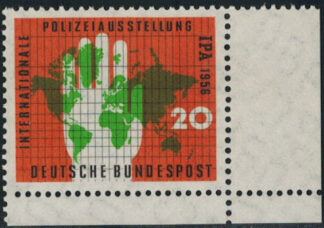 INTERNATIONALE
POLIZEIAUSSTELLUNG
IPA 1956
20
DEUTSCHE BUNDESPOST